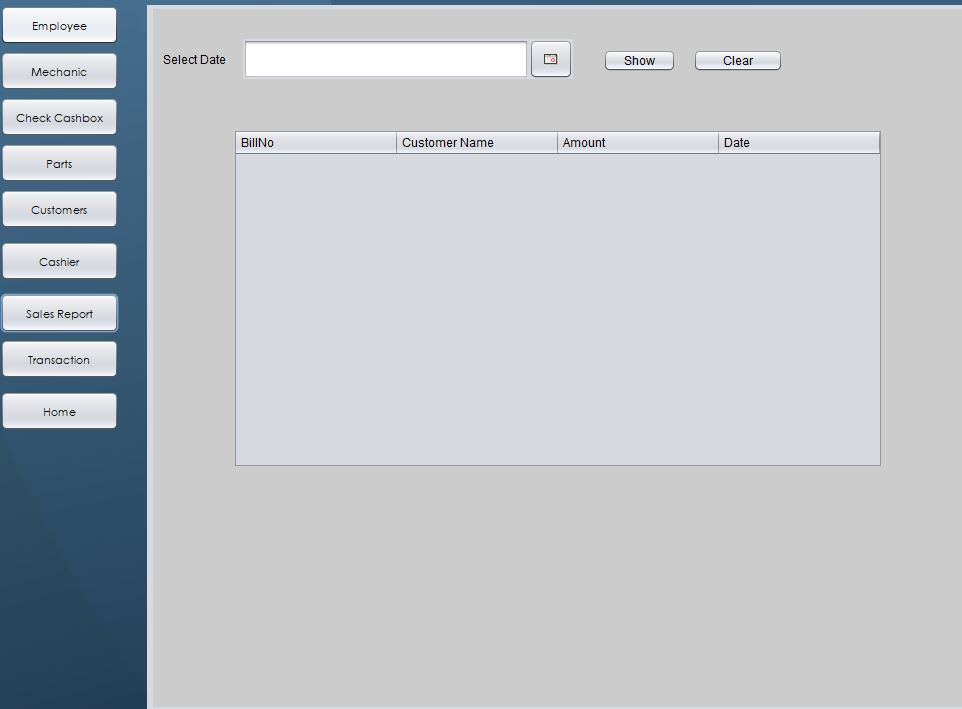 Employee
Mechanic
Check Cashbox
Parts
Customers
Cashier
Sales Report
Transaction
Home
Select Date
Show
Clear
BillNo
Customer Name
Amount
Date